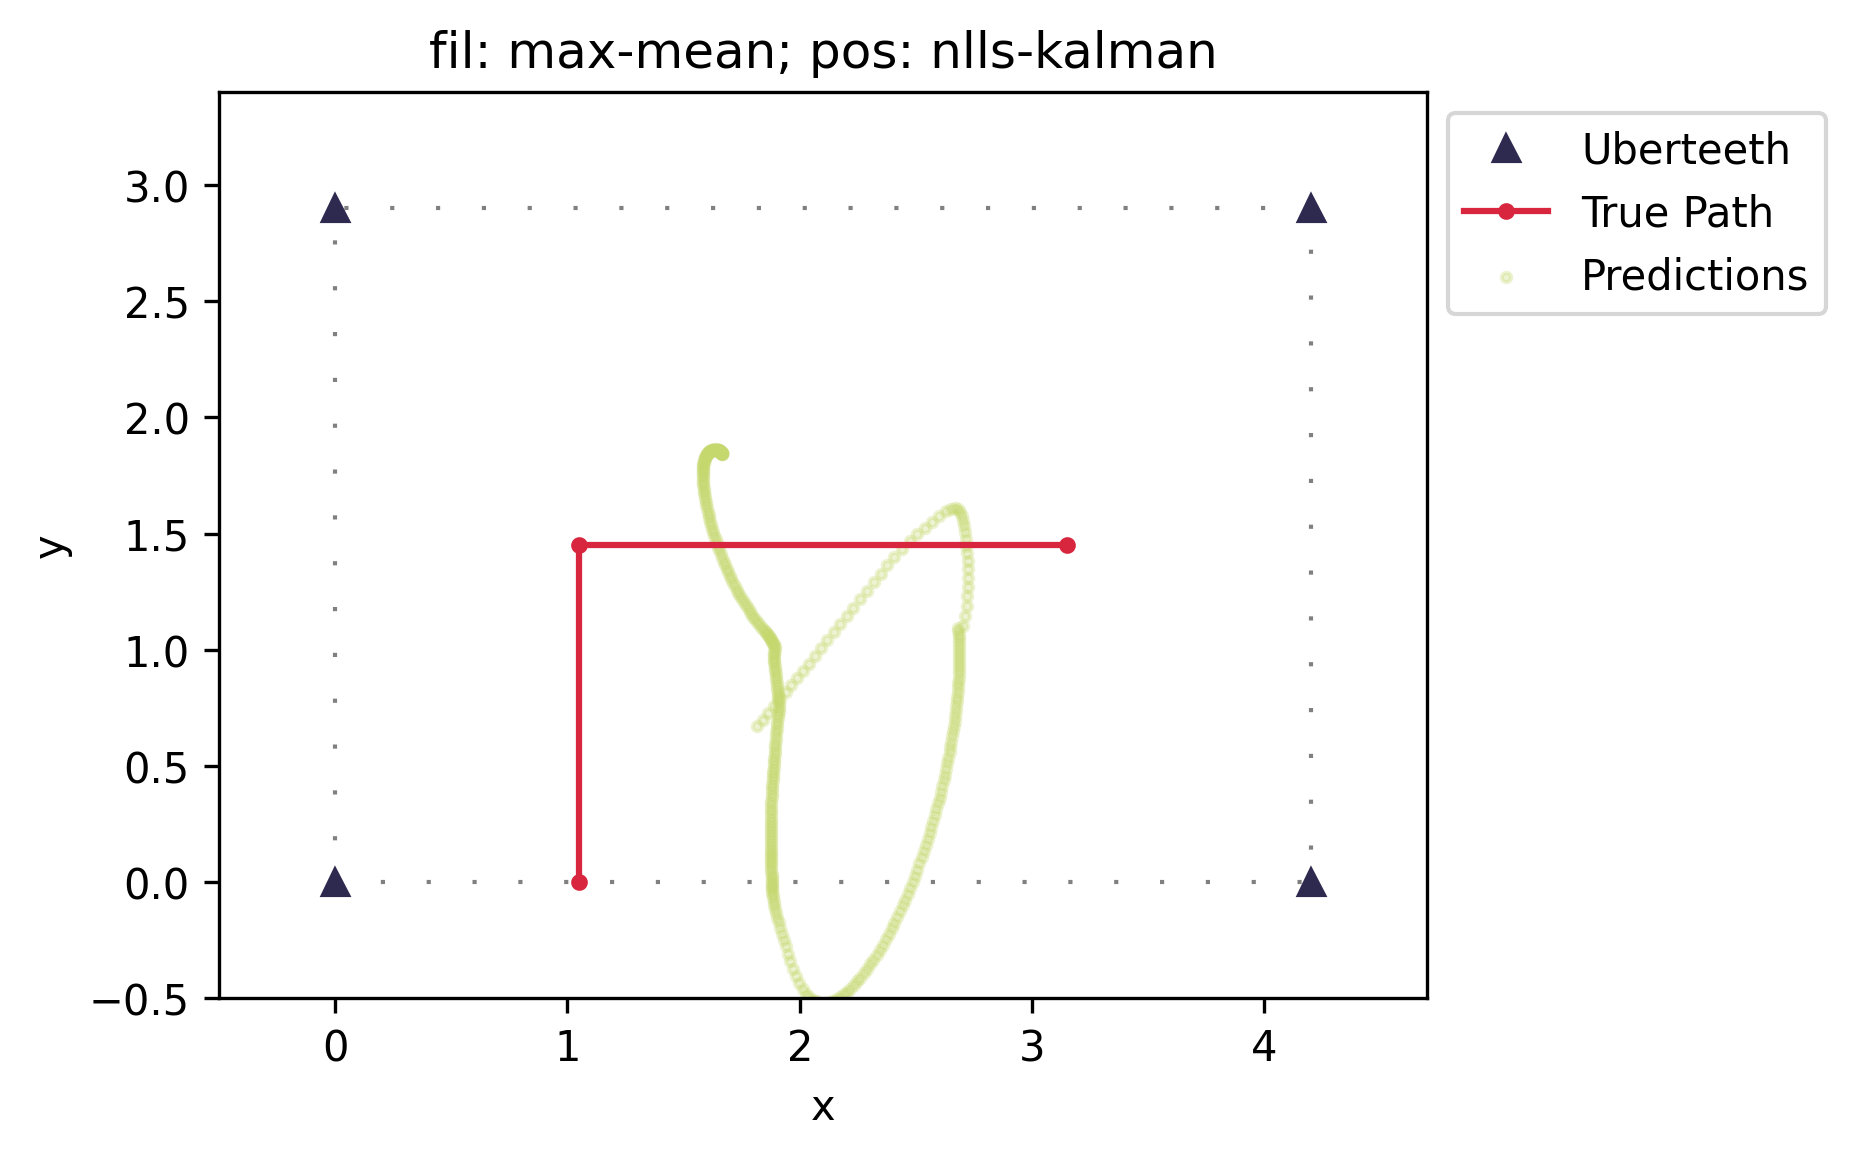 fil: max-mean; pos: nlls-kalman
Uberteeth
True Path
Predictions
3.0
2.5
2.0
1.5
1.0
0.5
0.0
−0.5
y
0 1 2 3 4
x